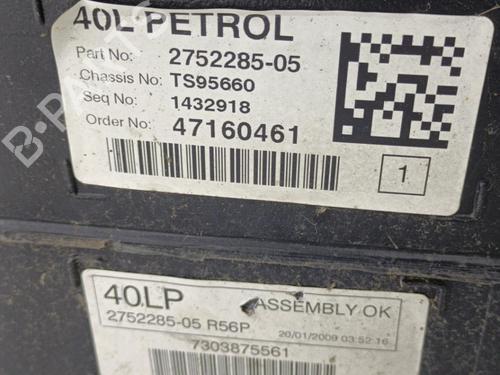 40L PETROL
Part No: 2752285-05
Chassis No: TS95660
Seq No: 1432918
Order No: 47160461
1
40LP
ASSEMBLY OK
2752285-05 R56P
20/01/2009 03:52:16
7303875561